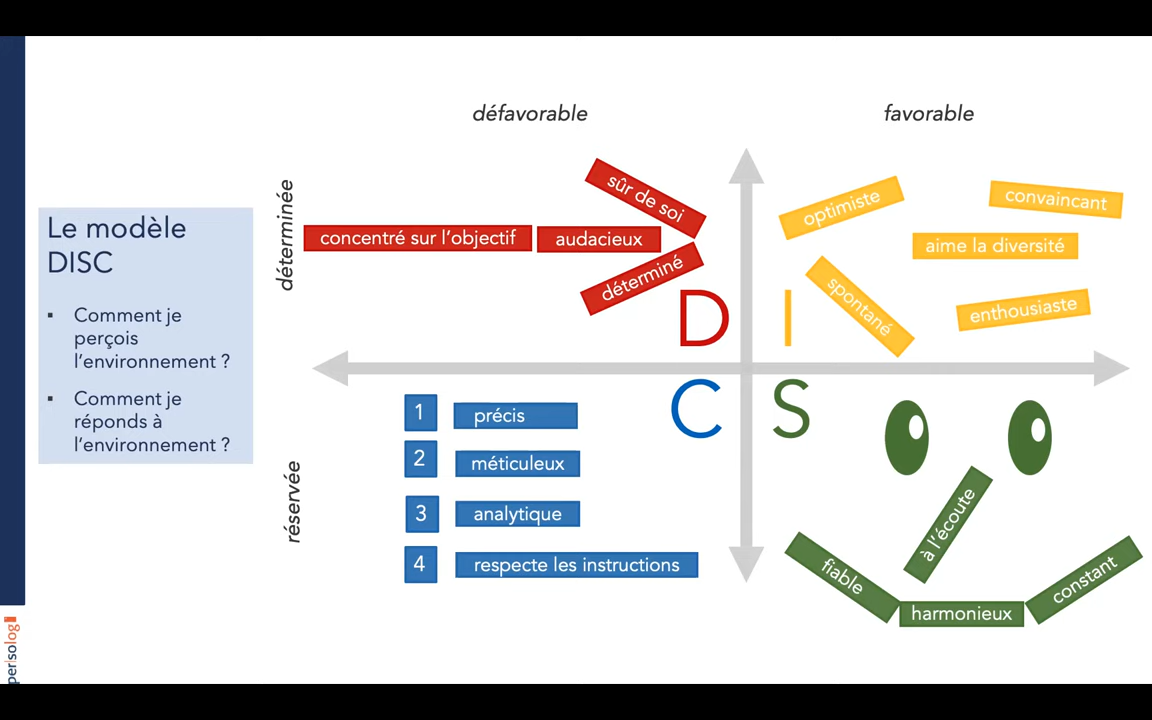 défavorable
favorable
déterminée
réservée
Le modèle
DISC
▪ Comment je
perçois
l'environnement ?
▪ Comment je
réponds à
l'environnement ?
sûr de soi
concentré sur l'objectif
audacieux
déterminé
D
optimiste
convaincant
aime la diversité
spontané
enthousiaste
I
C
1 précis
2 méticuleux
3 analytique
4 respecte les instructions
S
à l'écoute
fiable
harmonieux
constant
persolog